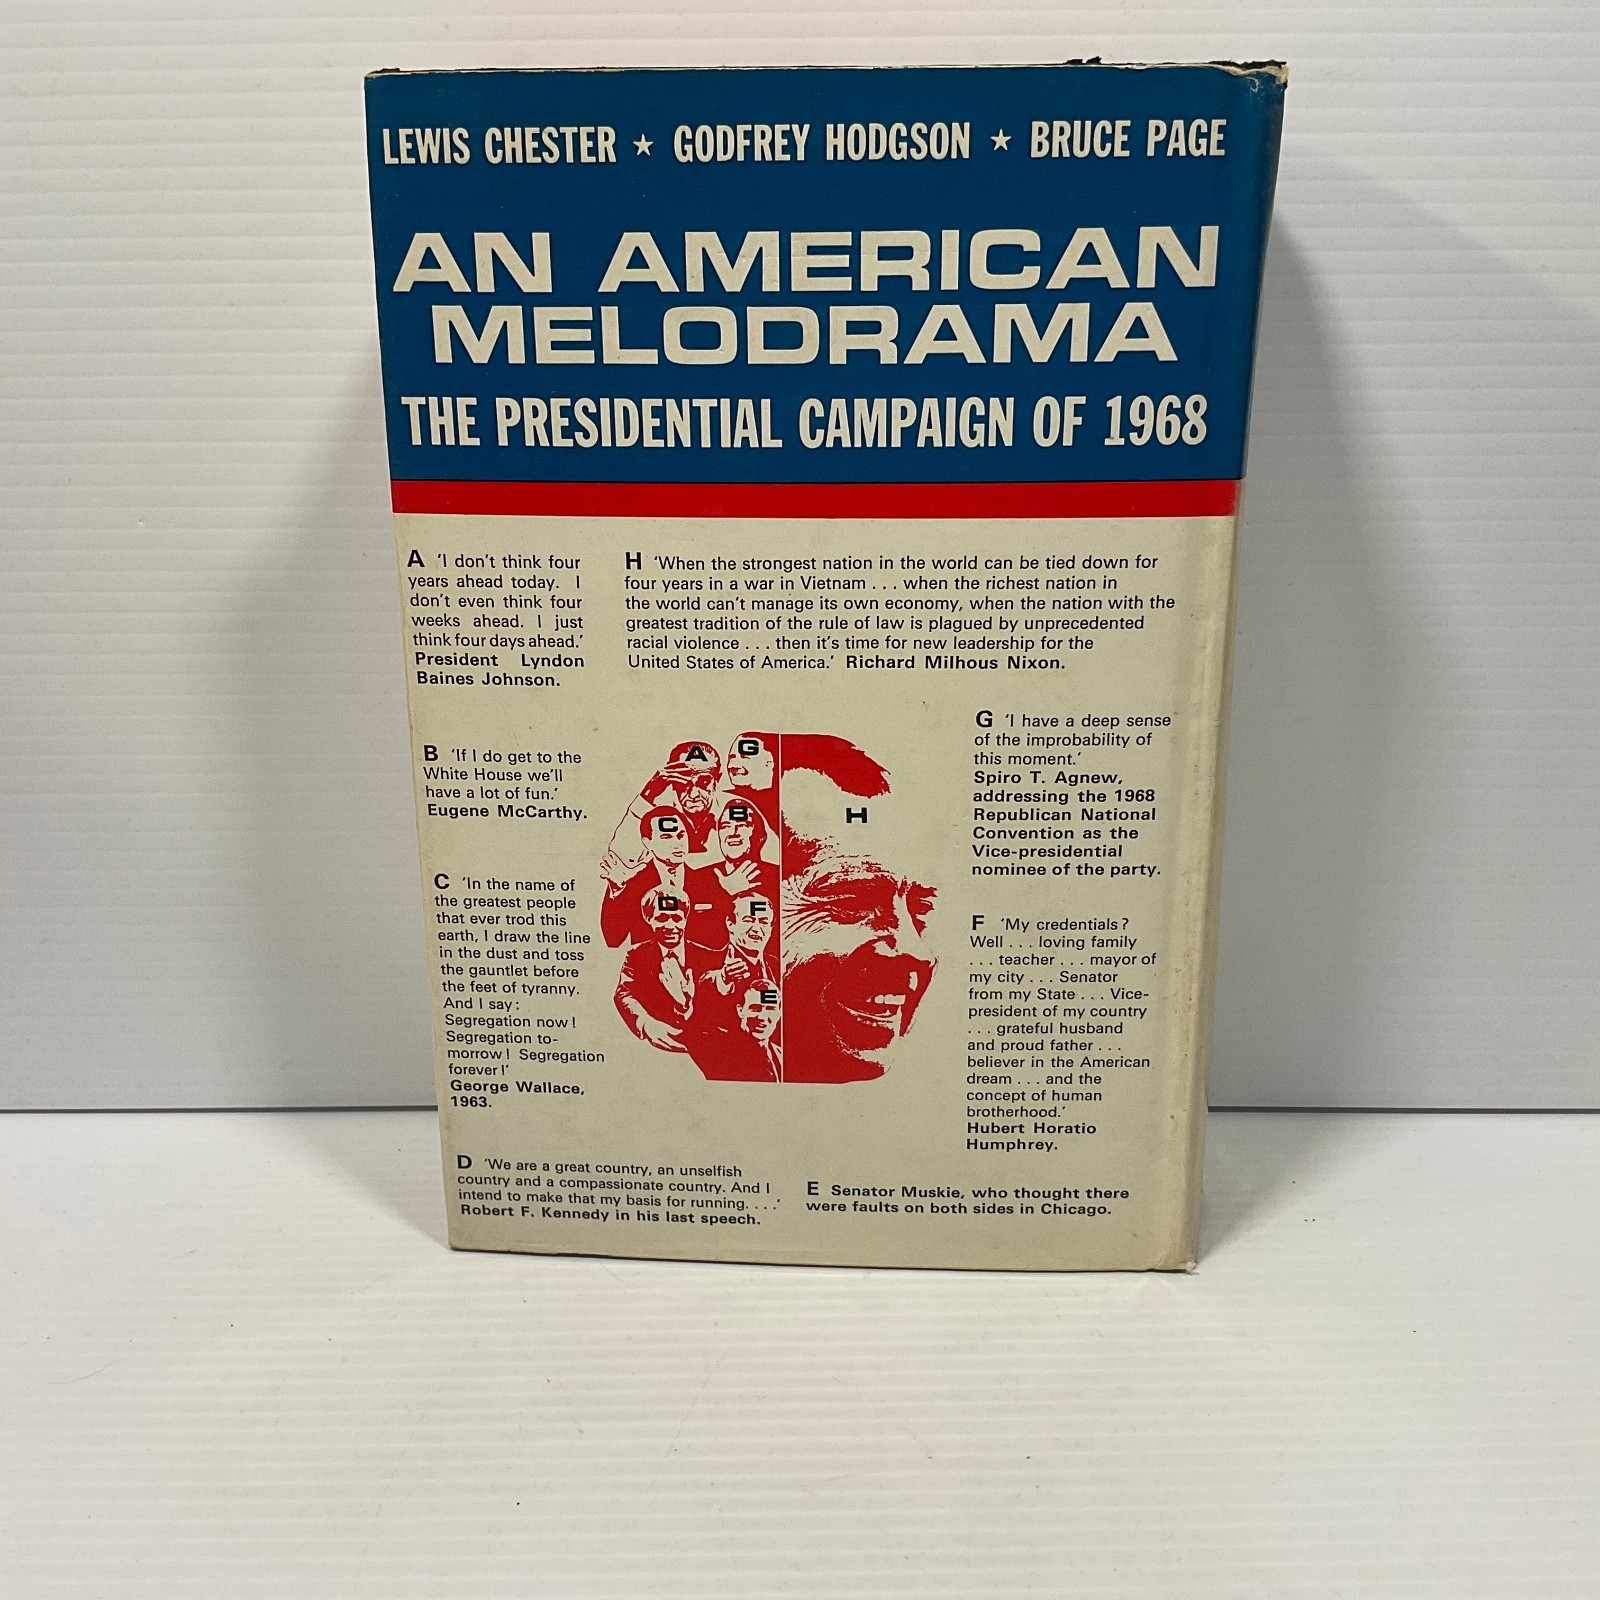 LEWIS CHESTER ★ GODFREY HODGSON ★ BRUCE PAGE
AN AMERICAN
MELODRAMA
THE PRESIDENTIAL CAMPAIGN OF 1968
A 'I don't think four
years ahead today. I
don't even think four
weeks ahead. I just
think four days ahead.'
President Lyndon
Baines Johnson.
H 'When the strongest nation in the world can be tied down for
four years in a war in Vietnam . . . when the richest nation in
the world can't manage its own economy, when the nation with the
greatest tradition of the rule of law is plagued by unprecedented
racial violence . . . then it's time for new leadership for the
United States of America.' Richard Milhous Nixon.
B 'If I do get to the
White House we'll
have a lot of fun.'
Eugene McCarthy.
C 'In the name of
the greatest people
that ever trod this
earth, I draw the line
in the dust and toss
the gauntlet before
the feet of tyranny.
And I say:
Segregation now!
Segregation to-
morrow! Segregation
forever!'
George Wallace,
1963.
A
G
H
C
B
D
F
E
G 'I have a deep sense
of the improbability of
this moment.'
Spiro T. Agnew,
addressing the 1968
Republican National
Convention as the
Vice-presidential
nominee of the party.
F 'My credentials?
Well . . . loving family
. . . teacher . . . mayor of
my city . . . Senator
from my State . . . Vice-
president of my country
. . . grateful husband
and proud father . . .
believer in the American
dream . . . and the
concept of human
brotherhood.'
Hubert Horatio
Humphrey.
D 'We are a great country, an unselfish
country and a compassionate country. And I
intend to make that my basis for running. . . .'
Robert F. Kennedy in his last speech.
E Senator Muskie, who thought there
were faults on both sides in Chicago.